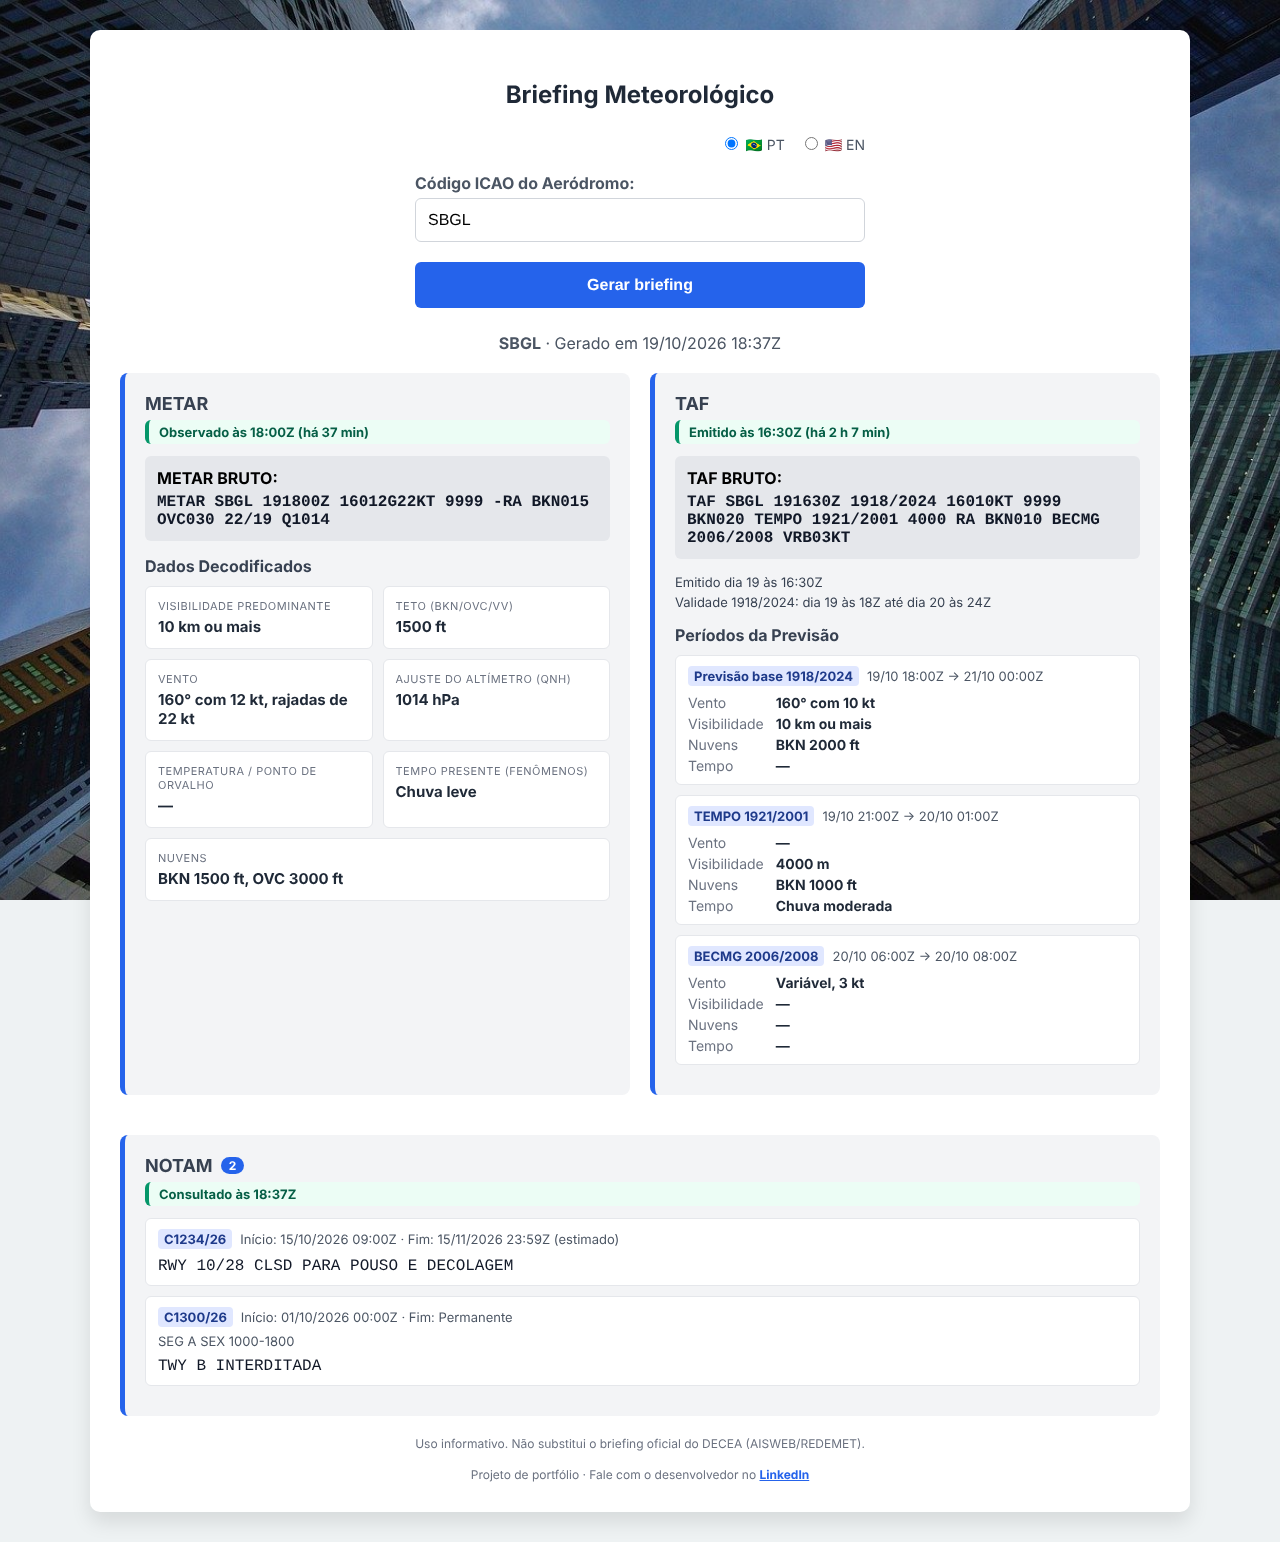 Briefing Meteorológico
🇧🇷 PT 🇺🇸 EN
Código ICAO do Aeródromo:
SBGL
Gerar briefing
SBGL · Gerado em 19/10/2026 18:37Z
METAR
Observado às 18:00Z (há 37 min)
METAR BRUTO:
METAR SBGL 191800Z 16012G22KT 9999 -RA BKN015
OVC030 22/19 Q1014
Dados Decodificados
VISIBILIDADE PREDOMINANTE
10 km ou mais
TETO (BKN/OVC/VV)
1500 ft
VENTO
160° com 12 kt, rajadas de
22 kt
AJUSTE DO ALTÍMETRO (QNH)
1014 hPa
TEMPERATURA / PONTO DE
ORVALHO
—
TEMPO PRESENTE (FENÔMENOS)
Chuva leve
NUVENS
BKN 1500 ft, OVC 3000 ft
TAF
Emitido às 16:30Z (há 2 h 7 min)
TAF BRUTO:
TAF SBGL 191630Z 1918/2024 16010KT 9999
BKN020 TEMPO 1921/2001 4000 RA BKN010 BECMG
2006/2008 VRB03KT
Emitido dia 19 às 16:30Z
Validade 1918/2024: dia 19 às 18Z até dia 20 às 24Z
Períodos da Previsão
Previsão base 1918/2024 19/10 18:00Z → 21/10 00:00Z
Vento 160° com 10 kt
Visibilidade 10 km ou mais
Nuvens BKN 2000 ft
Tempo —
TEMPO 1921/2001 19/10 21:00Z → 20/10 01:00Z
Vento —
Visibilidade 4000 m
Nuvens BKN 1000 ft
Tempo Chuva moderada
BECMG 2006/2008 20/10 06:00Z → 20/10 08:00Z
Vento Variável, 3 kt
Visibilidade —
Nuvens —
Tempo —
NOTAM 2
Consultado às 18:37Z
C1234/26 Início: 15/10/2026 09:00Z · Fim: 15/11/2026 23:59Z (estimado)
RWY 10/28 CLSD PARA POUSO E DECOLAGEM
C1300/26 Início: 01/10/2026 00:00Z · Fim: Permanente
SEG A SEX 1000-1800
TWY B INTERDITADA
Uso informativo. Não substitui o briefing oficial do DECEA (AISWEB/REDEMET).
Projeto de portfólio · Fale com o desenvolvedor no LinkedIn